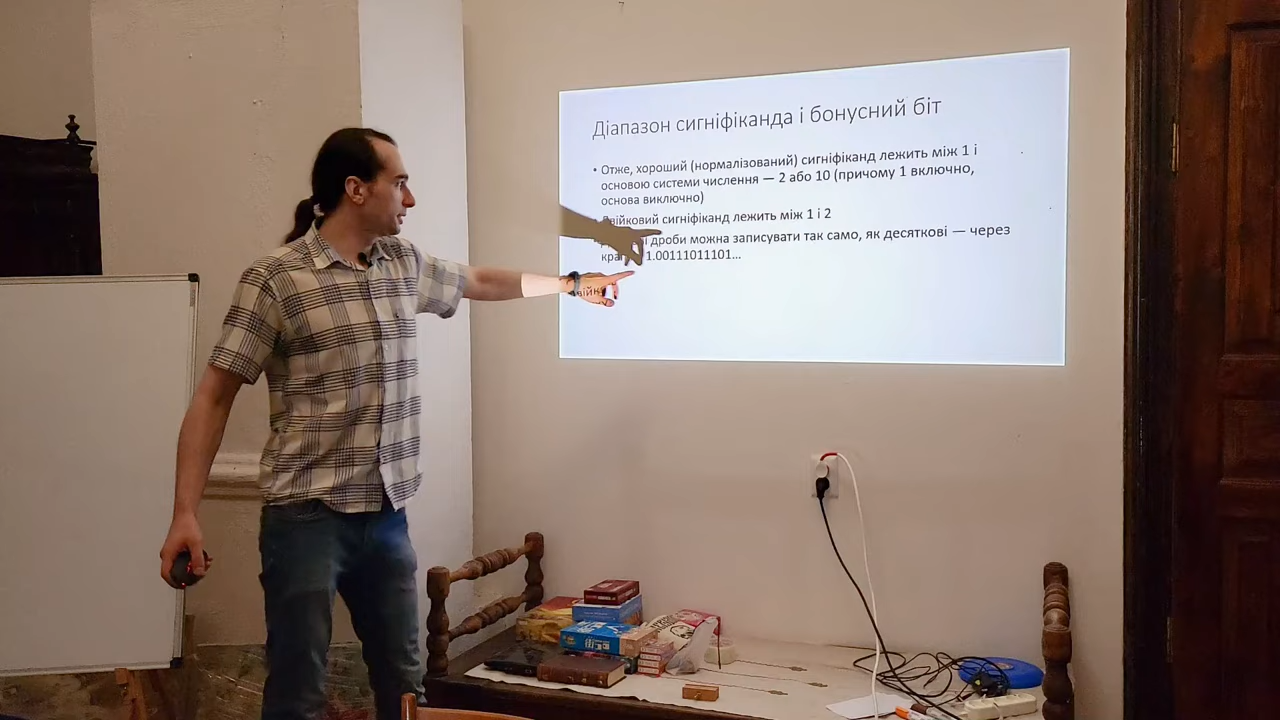 Діапазон сигніфіканда і бонусний біт
• Отже, хороший (нормалізований) сигніфіканд лежить між 1 і
основою системи числення — 2 або 10 (причому 1 включно,
основа виключно)
сигніфіканд лежить між 1 і 2
дроби можна записувати так само, як десяткові — через
1.00111011101...